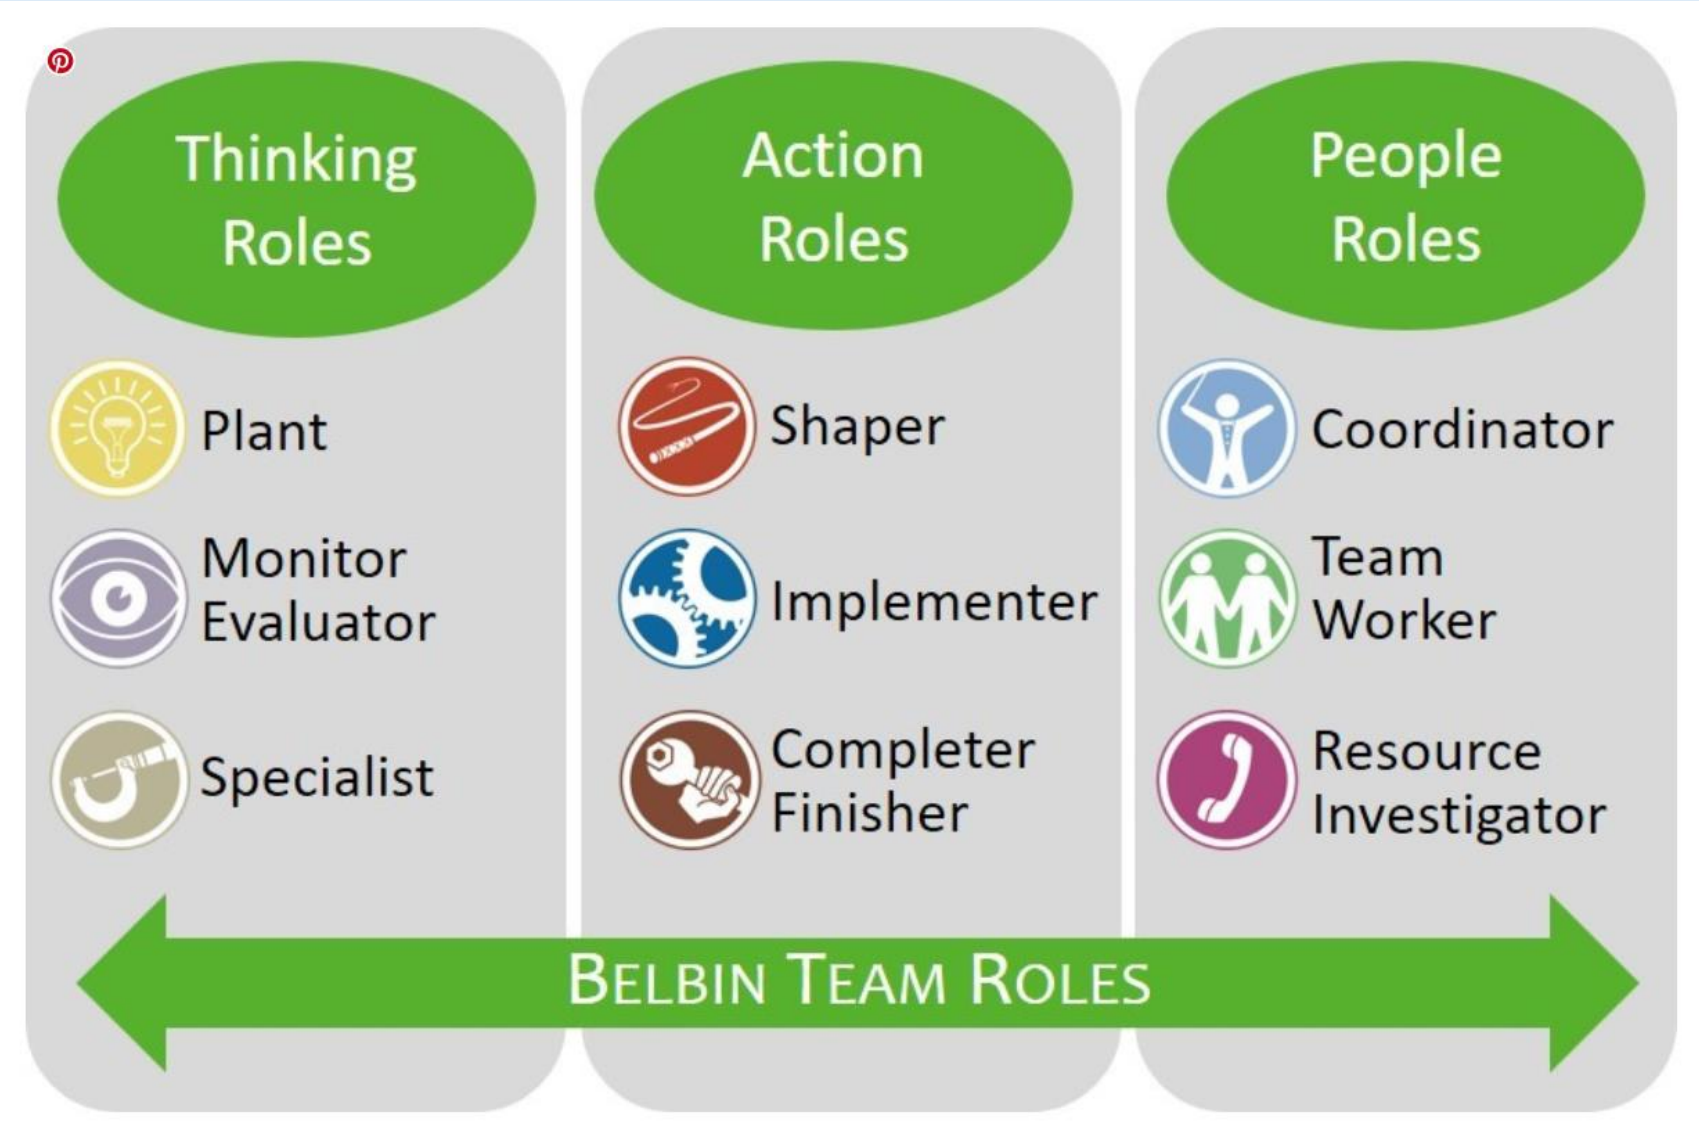 Thinking
Roles
Plant
Monitor
Evaluator
Specialist
Action
Roles
Shaper
Implementer
Completer
Finisher
People
Roles
Coordinator
Team
Worker
Resource
Investigator
BELBIN TEAM ROLES